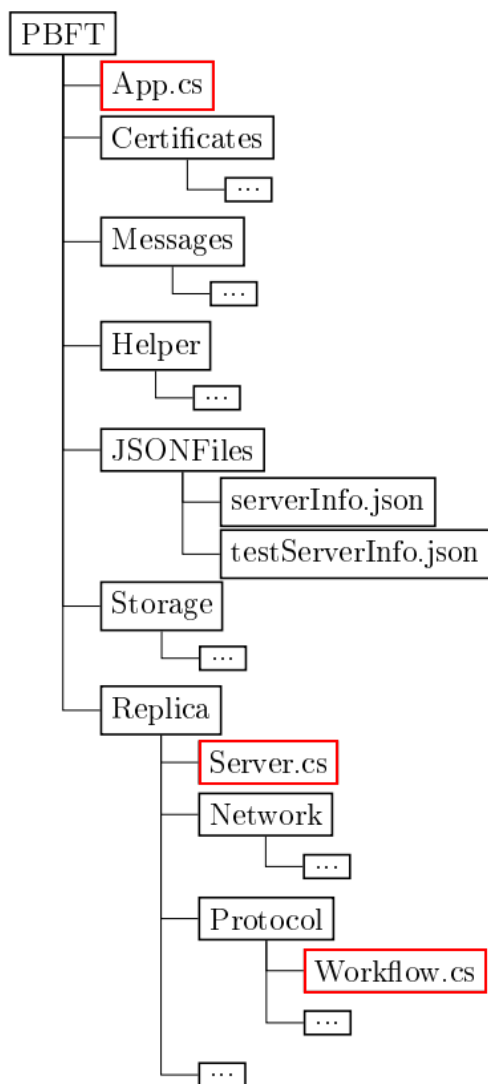 PBFT
App.cs
Certificates
...
Messages
...
Helper
...
JSONFiles
serverInfo.json
testServerInfo.json
Storage
...
Replica
Server.cs
Network
...
Protocol
Workflow.cs
...
...